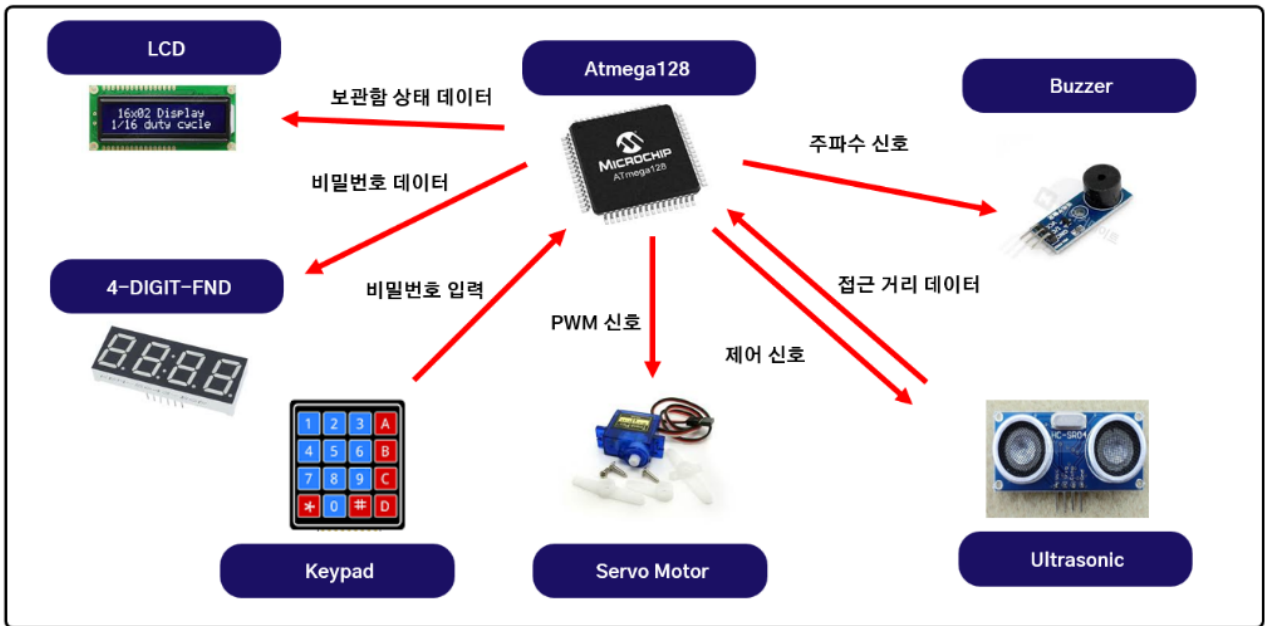 LCD
16x02 Display
1/16 duty cycle
보관함 상태 데이터
비밀번호 데이터
4-DIGIT-FND
비밀번호 입력
1 2 3 A
4 5 6 B
7 8 9 C
* 0 # D
Keypad
Atmega128
MICROCHIP
ATmega128
PWM 신호
Servo Motor
주파수 신호
Buzzer
접근 거리 데이터
제어 신호
HC-SR04
Ultrasonic